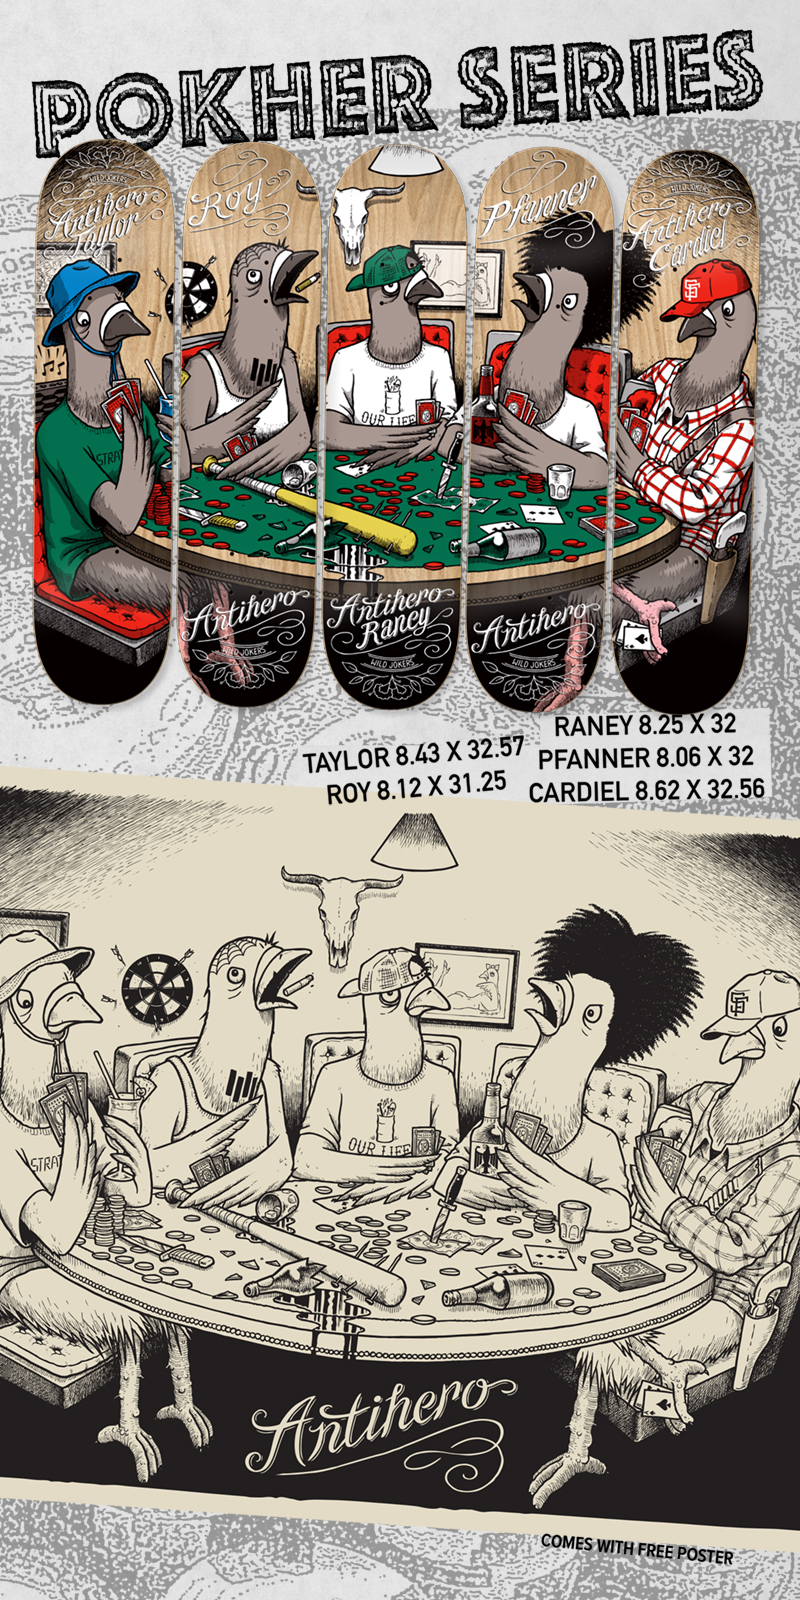 POKHER SERIES
WILD JOKERS
Antihero
Taylor
Roy
Pfanner
WILD JOKERS
Antihero
Cardiel
SF
OUR LIFE
STRA
Antihero
WILD JOKERS
Antihero
Raney
WILD JOKERS
Antihero
WILD JOKERS
TAYLOR 8.43 X 32.57
ROY 8.12 X 31.25
RANEY 8.25 X 32
PFANNER 8.06 X 32
CARDIEL 8.62 X 32.56
SF
OUR LIFE
STRA
Antihero
COMES WITH FREE POSTER